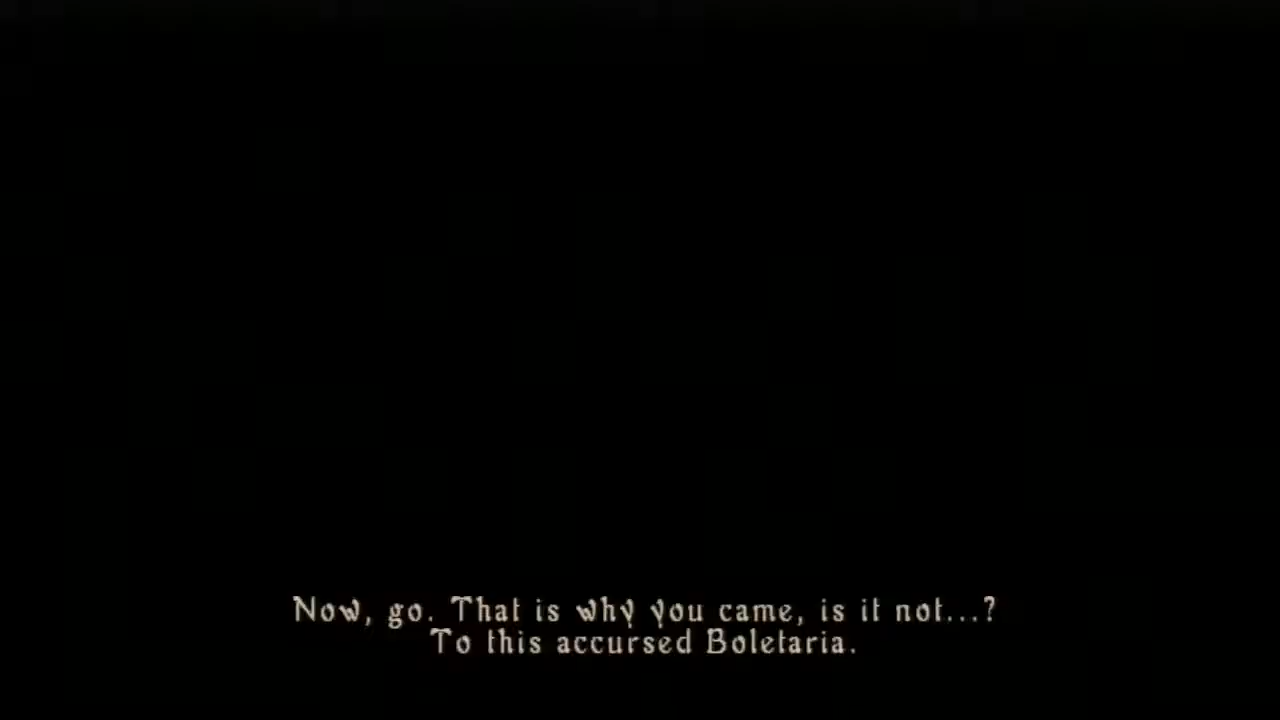 Now, go. That is why you came, is it not...?
To this accursed Boletaria.